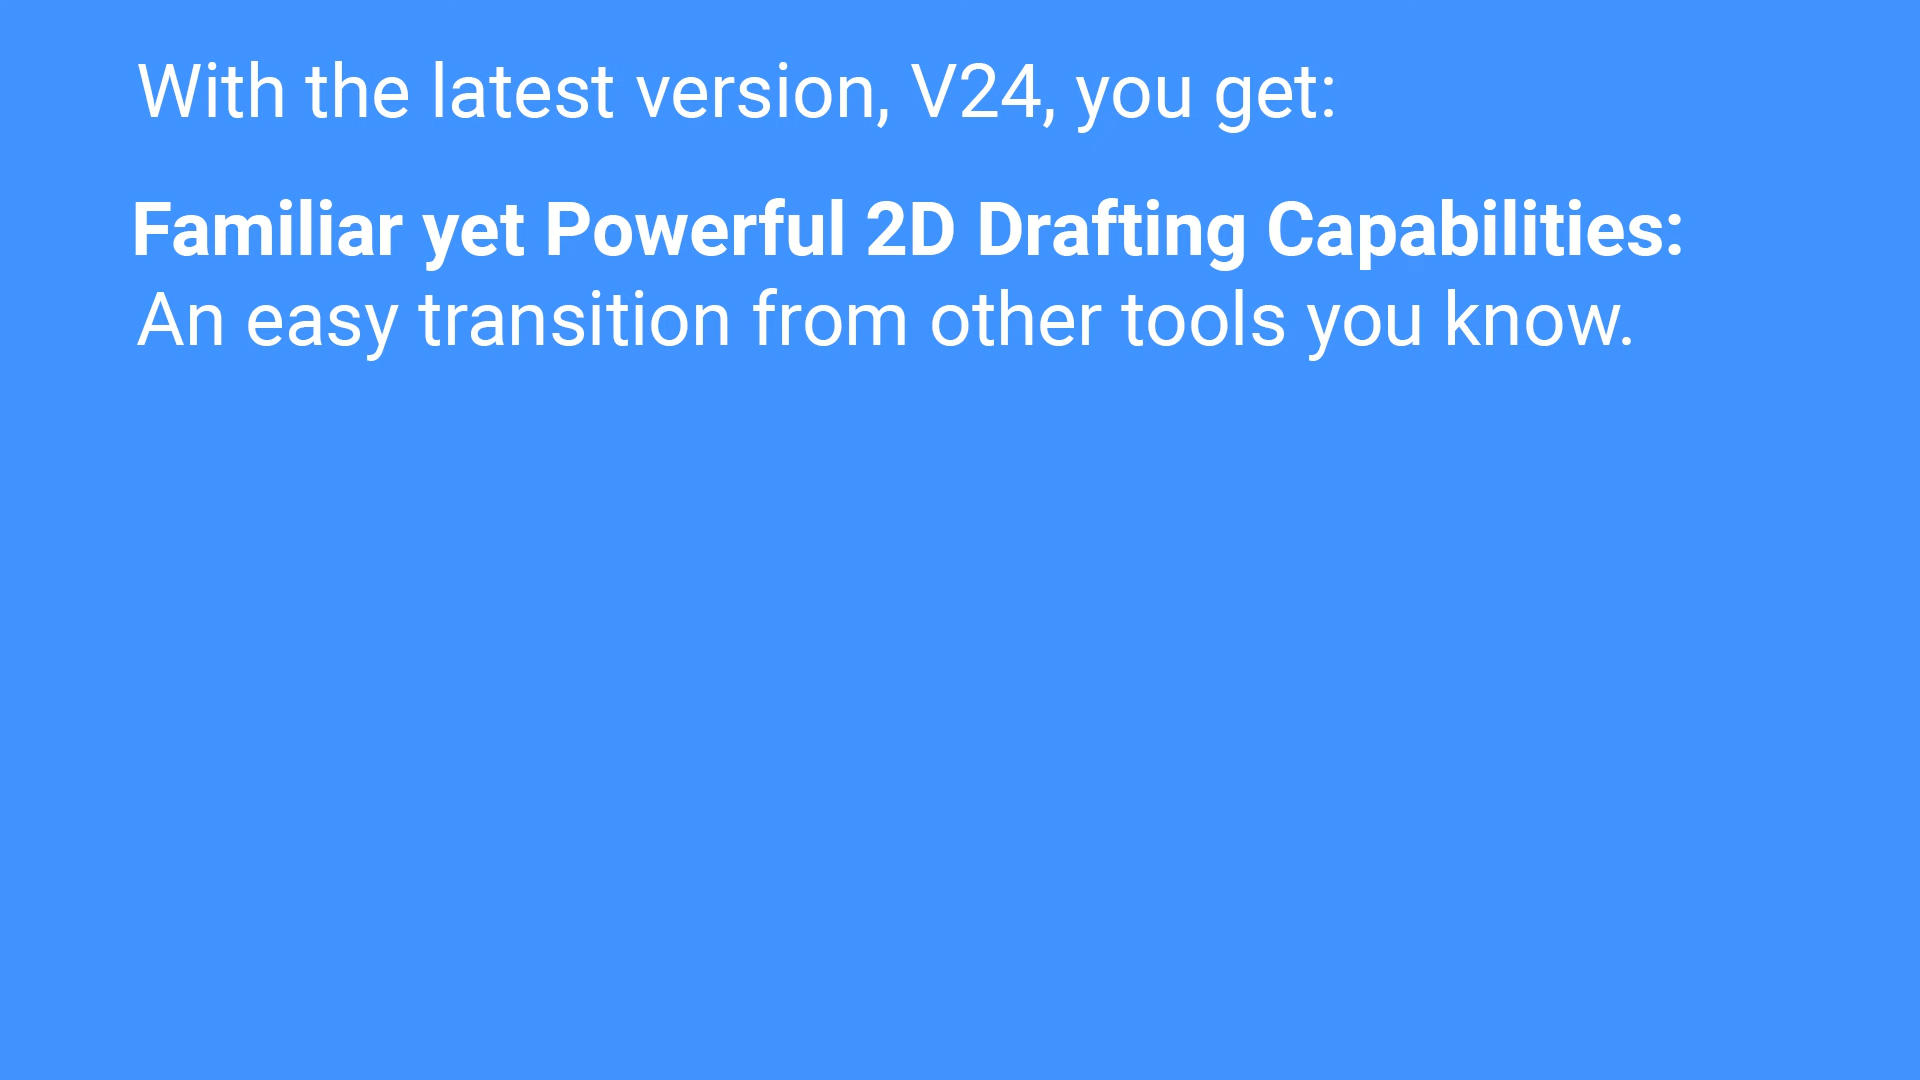 With the latest version, V24, you get:
Familiar yet Powerful 2D Drafting Capabilities:
An easy transition from other tools you know.